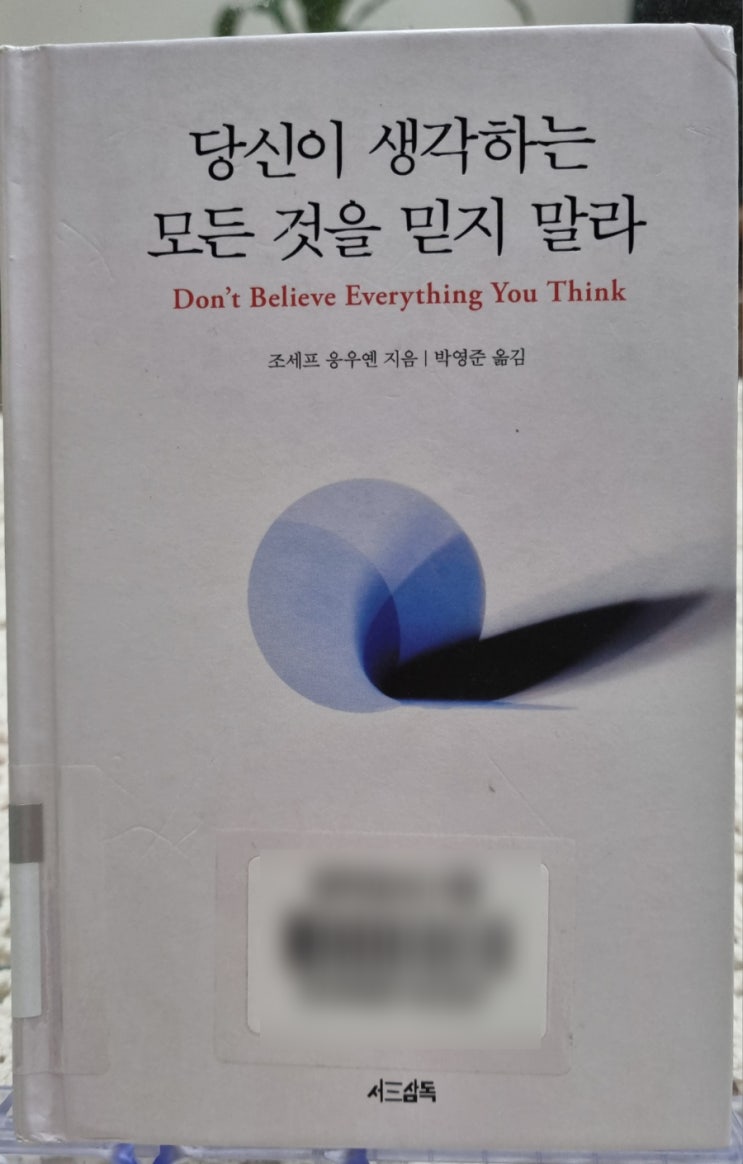 당신이 생각하는
모든 것을 믿지 말라
Don't Believe Everything You Think
조세프 응우옌 지음 | 박영준 옮김
서삼독